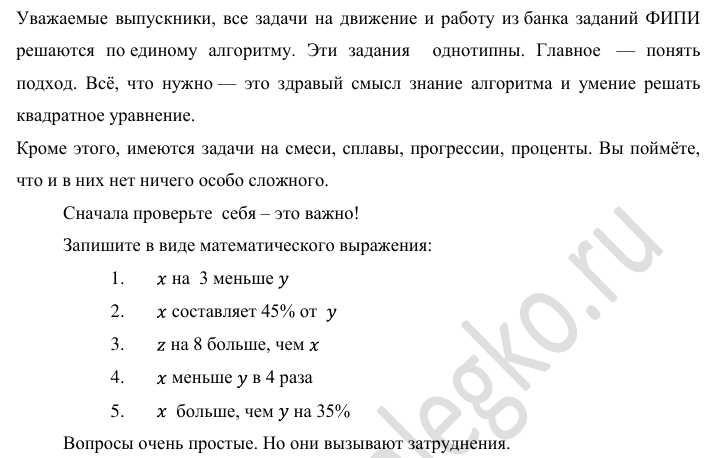 Уважаемые выпускники, все задачи на движение и работу из банка заданий ФИПИ
решаются по единому алгоритму. Эти задания однотипны. Главное — понять
подход. Всё, что нужно — это здравый смысл знание алгоритма и умение решать
квадратное уравнение.
Кроме этого, имеются задачи на смеси, сплавы, прогрессии, проценты. Вы поймёте,
что и в них нет ничего особо сложного.
Сначала проверьте себя – это важно!
Запишите в виде математического выражения:
1. x на 3 меньше y
2. x составляет 45% от y
3. z на 8 больше, чем x
4. x меньше y в 4 раза
5. x больше, чем y на 35%
Вопросы очень простые. Но они вызывают затруднения.
alegko.ru